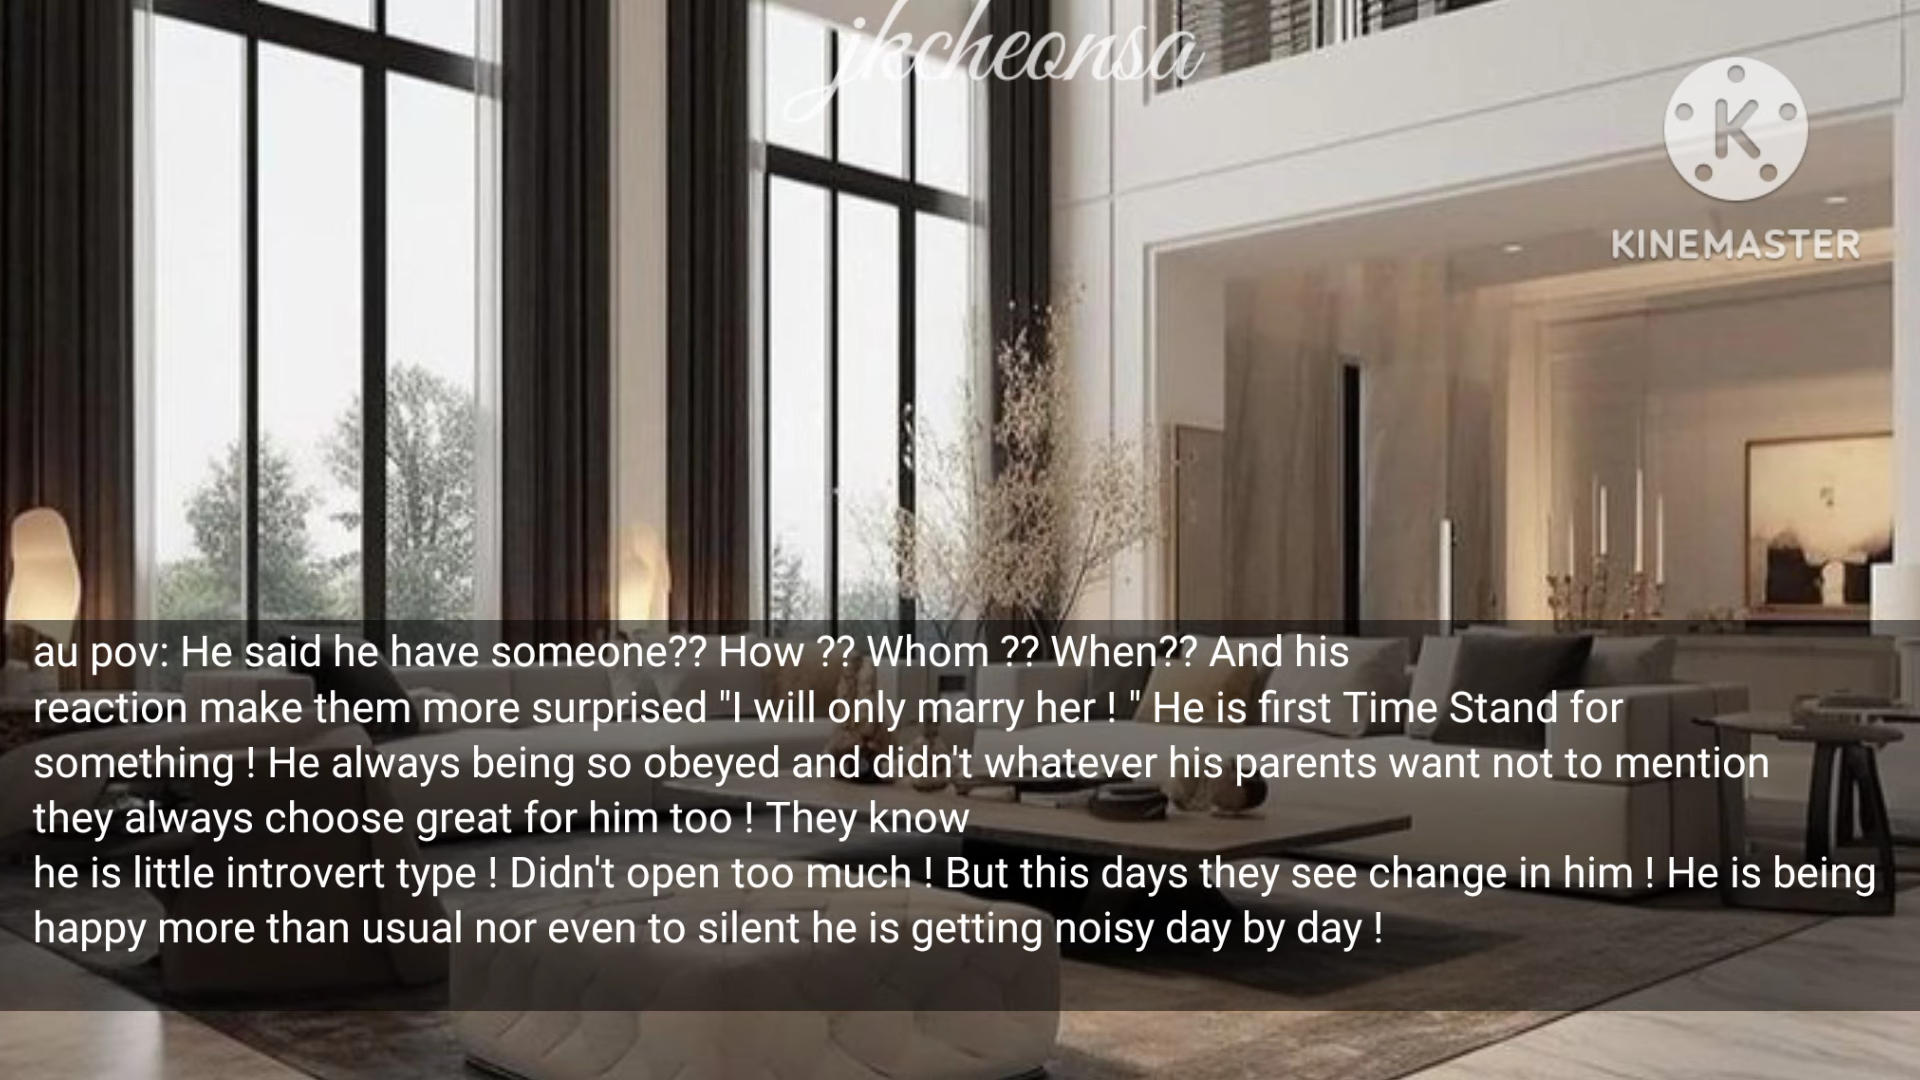 jkcheonsa
KINEMASTER
au pov: He said he have someone?? How ?? Whom ?? When?? And his
reaction make them more surprised "I will only marry her ! " He is first Time Stand for
something ! He always being so obeyed and didn't whatever his parents want not to mention
they always choose great for him too ! They know
he is little introvert type ! Didn't open too much ! But this days they see change in him ! He is being
happy more than usual nor even to silent he is getting noisy day by day !